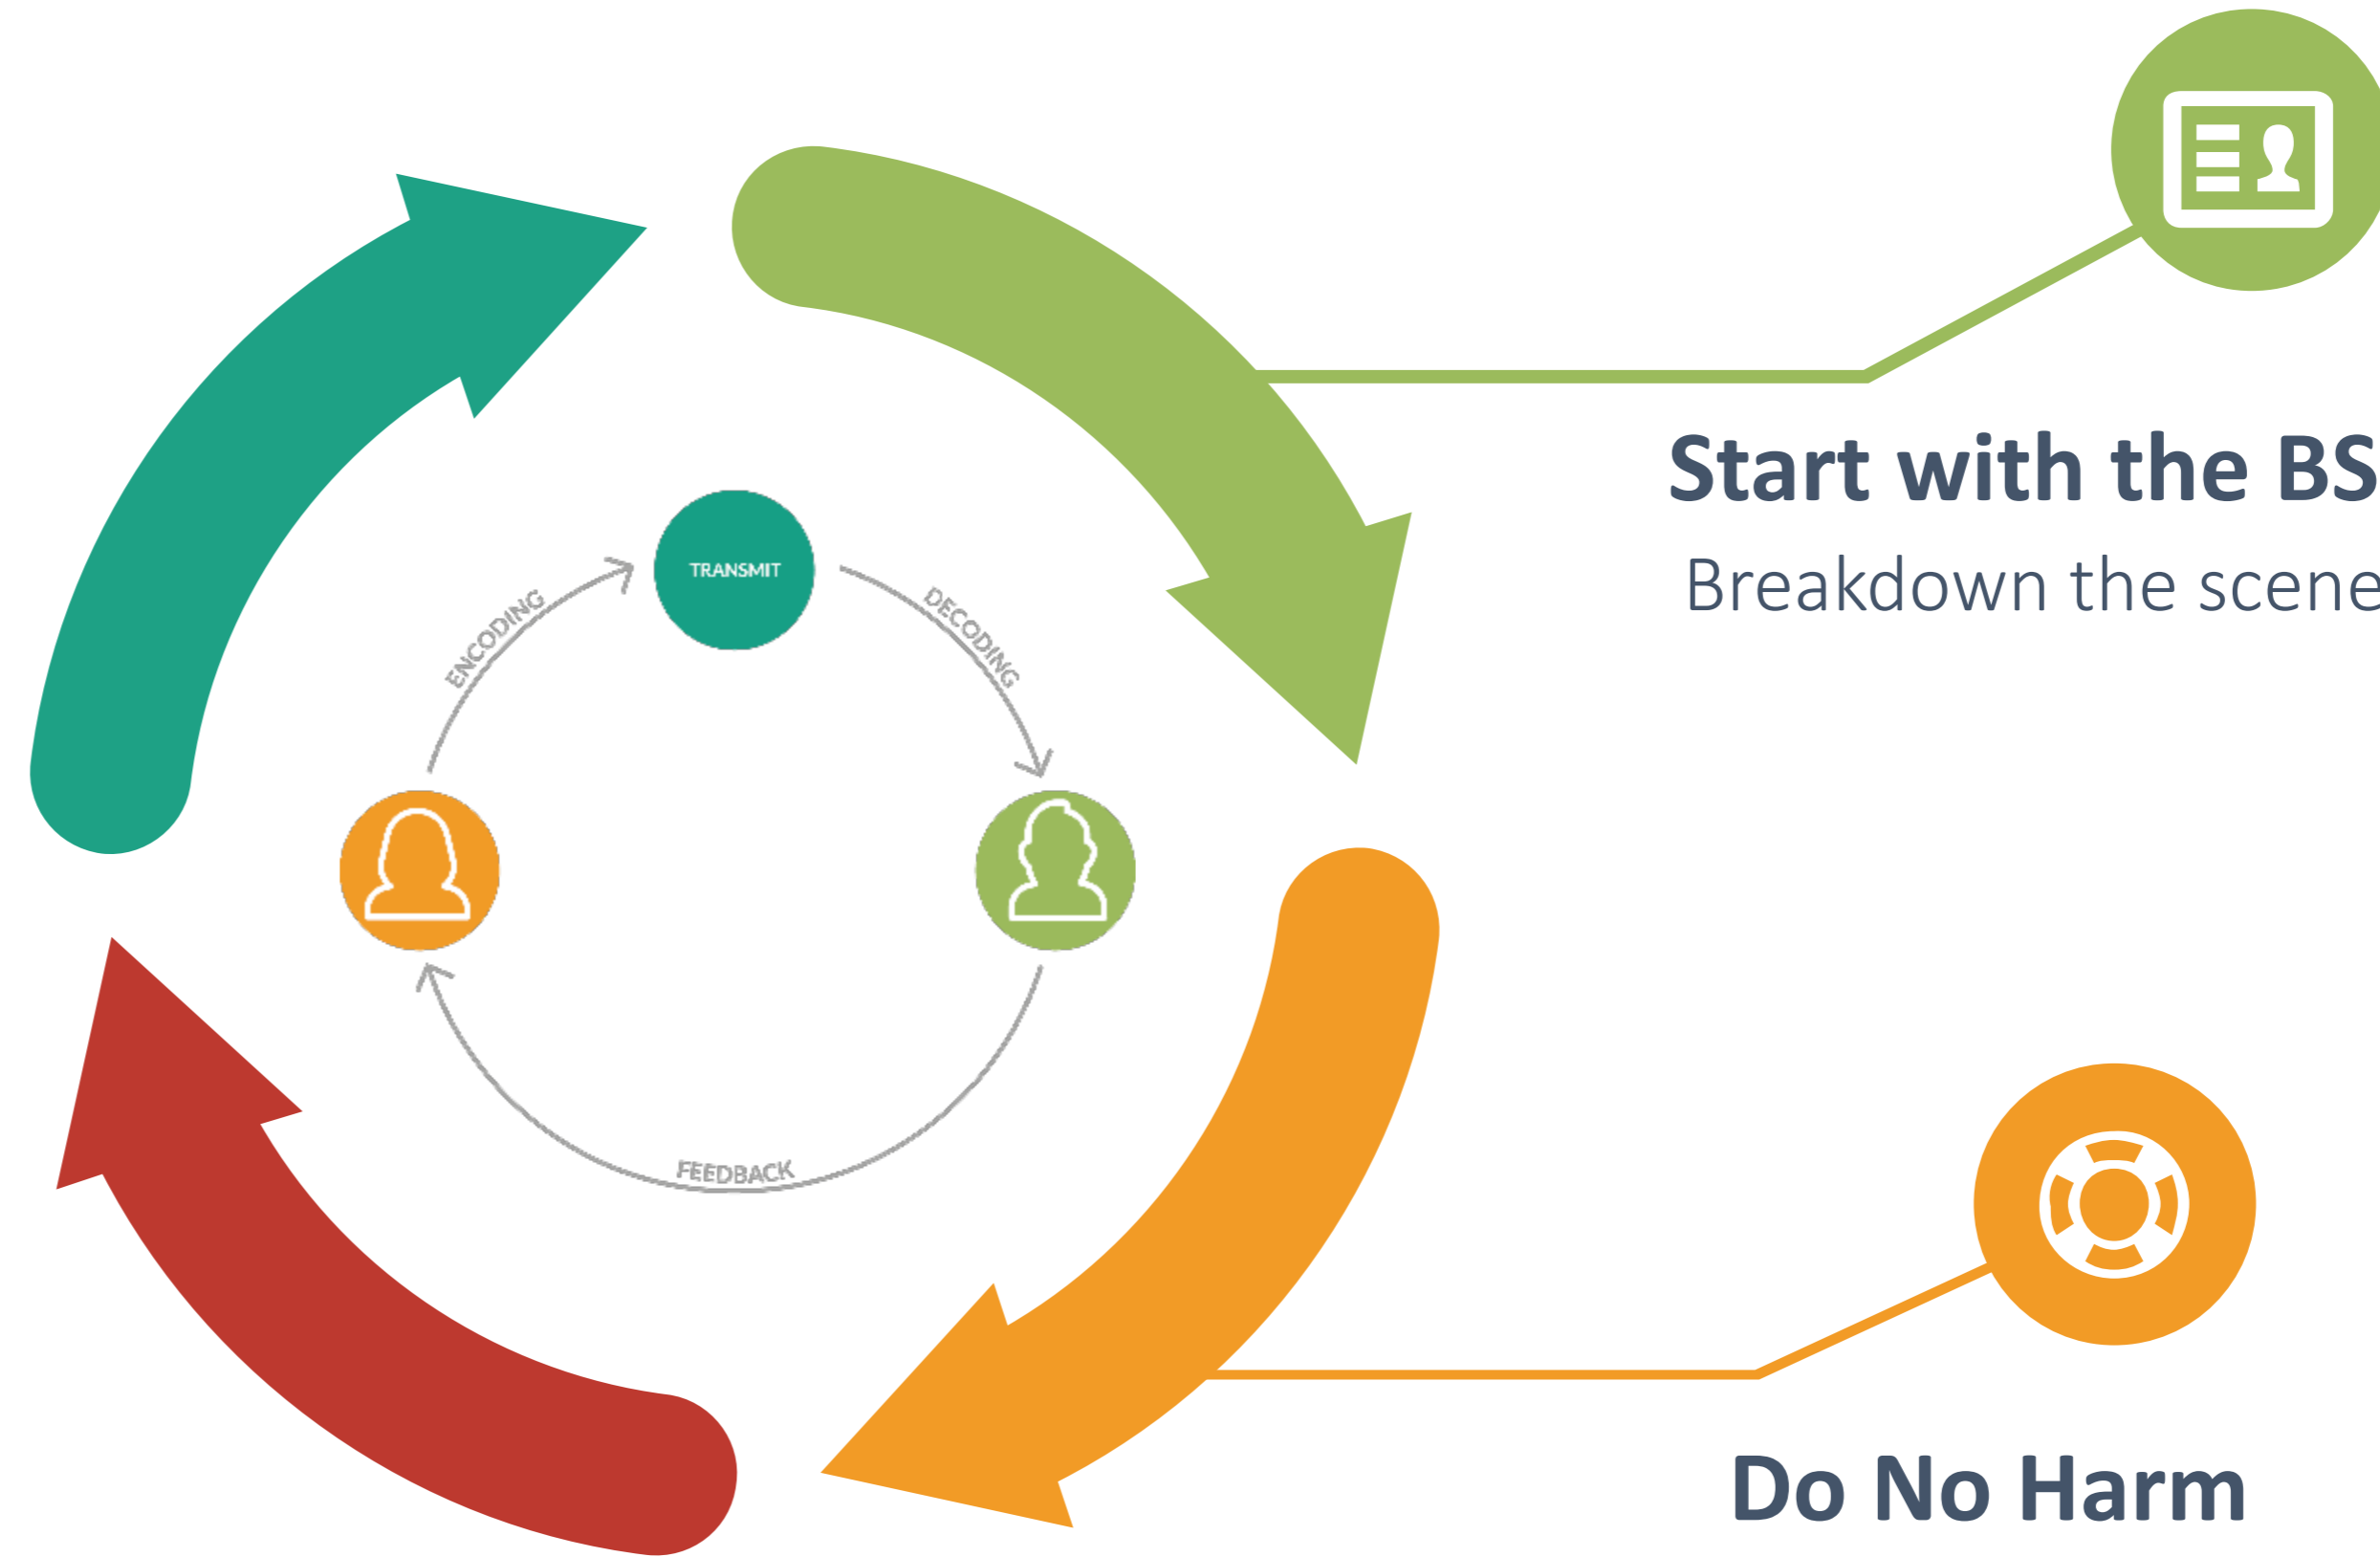 Start with the BS
Breakdown the scene
TRANSMIT
ENCODING
DECODING
FEEDBACK
Do No Harm